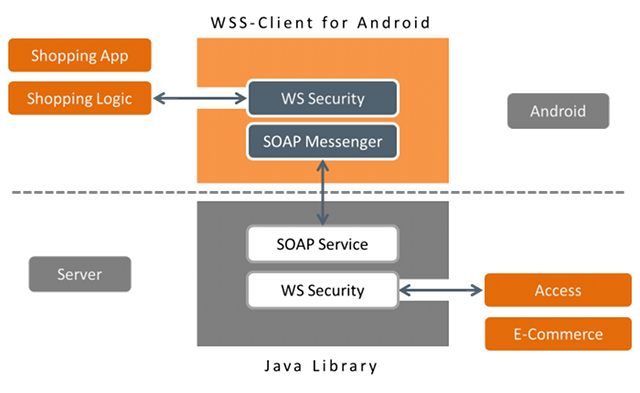 WSS-Client for Android
Shopping App
Shopping Logic
WS Security
SOAP Messenger
Android
SOAP Service
Server
WS Security
Access
E-Commerce
Java Library